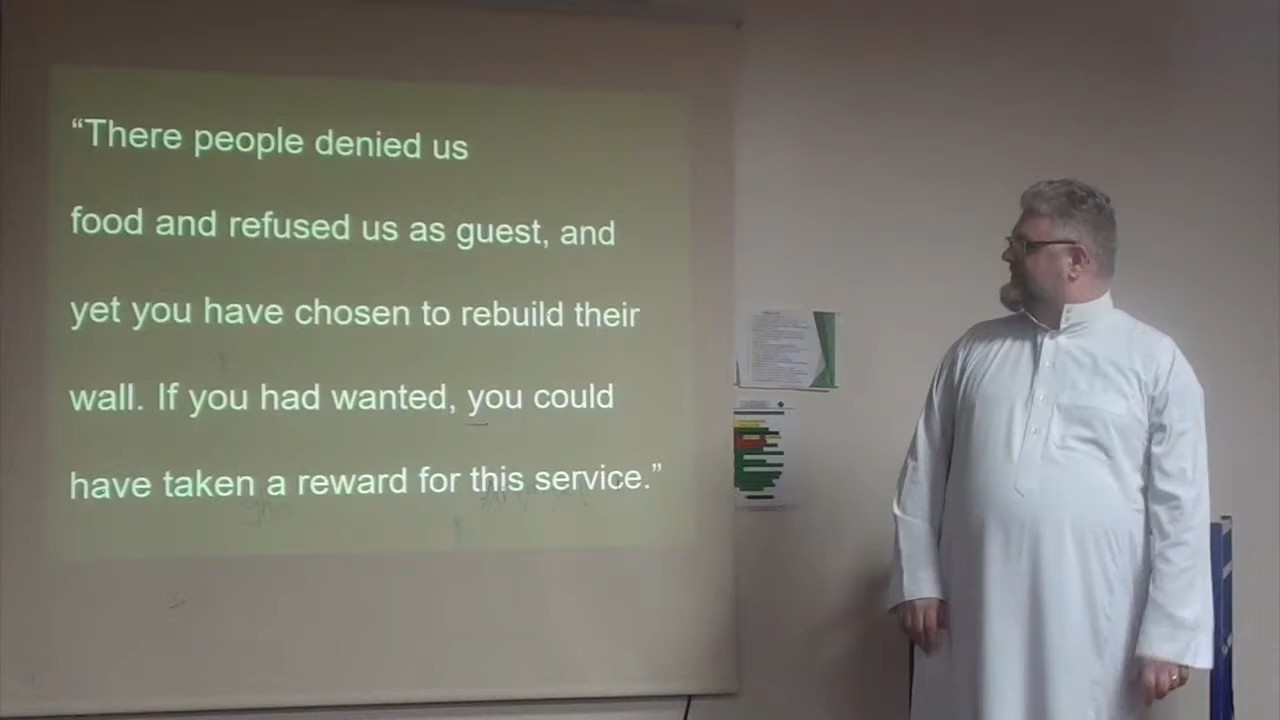 “There people denied us
food and refused us as guest, and
yet you have chosen to rebuild their
wall. If you had wanted, you could
have taken a reward for this service.”